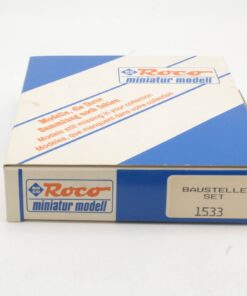 Roco
miniatur modell
Modelle, die Ihrer
Sammlung noch fehlen
Models still missing in your collection
Modèles, que manquent dans votre collection
Roco
miniatur modell
BAUSTELLE
SET
1533